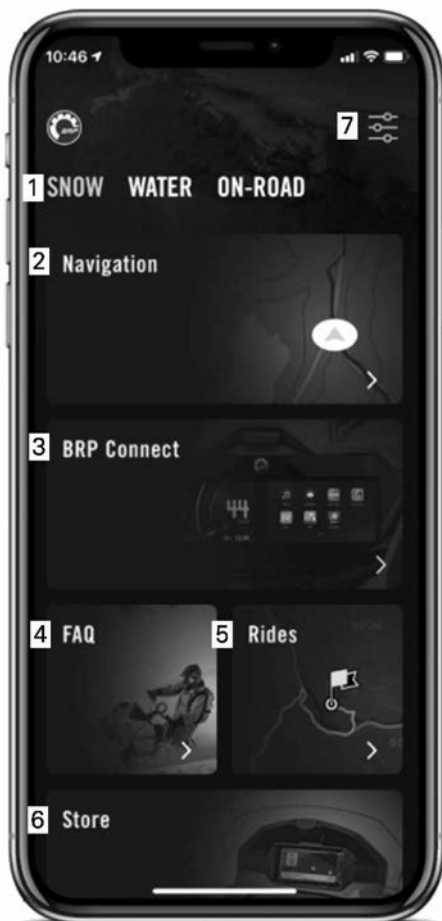 10:46
7
1 SNOW WATER ON-ROAD
2 Navigation
3 BRP Connect
44
4 FAQ
5 Rides
6 Store